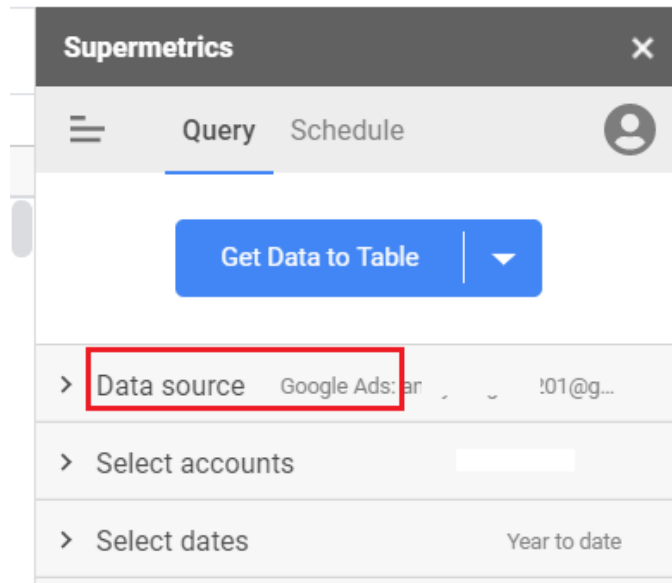 Supermetrics
Query Schedule
Get Data to Table
Data source Google Ads:
Select accounts
Select dates Year to date